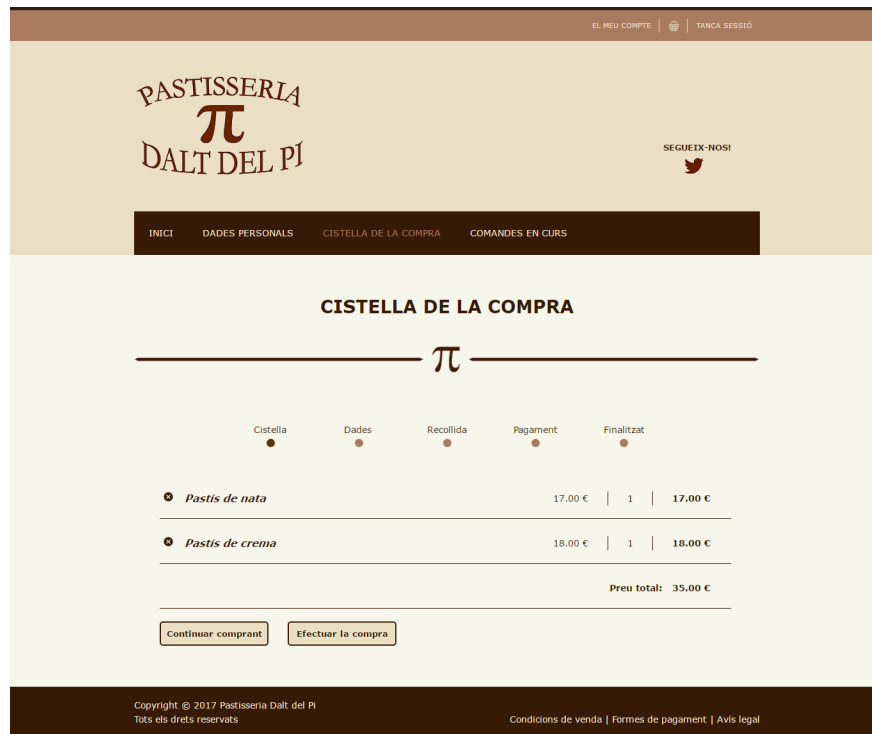 EL MEU COMPTE TANCA SESSIÓ
PASTISSERIA
π
DALT DEL PI
SEGUEIX-NOS!
INICI DADES PERSONALS CISTELLA DE LA COMPRA COMANDES EN CURS
CISTELLA DE LA COMPRA
π
Cistella Dades Recollida Pagament Finalitzat
Pastís de nata 17.00 € 1 17.00 €
Pastís de crema 18.00 € 1 18.00 €
Preu total: 35.00 €
Continuar comprant Efectuar la compra
Copyright © 2017 Pastisseria Dalt del Pi
Tots els drets reservats Condicions de venda | Formes de pagament | Avís legal